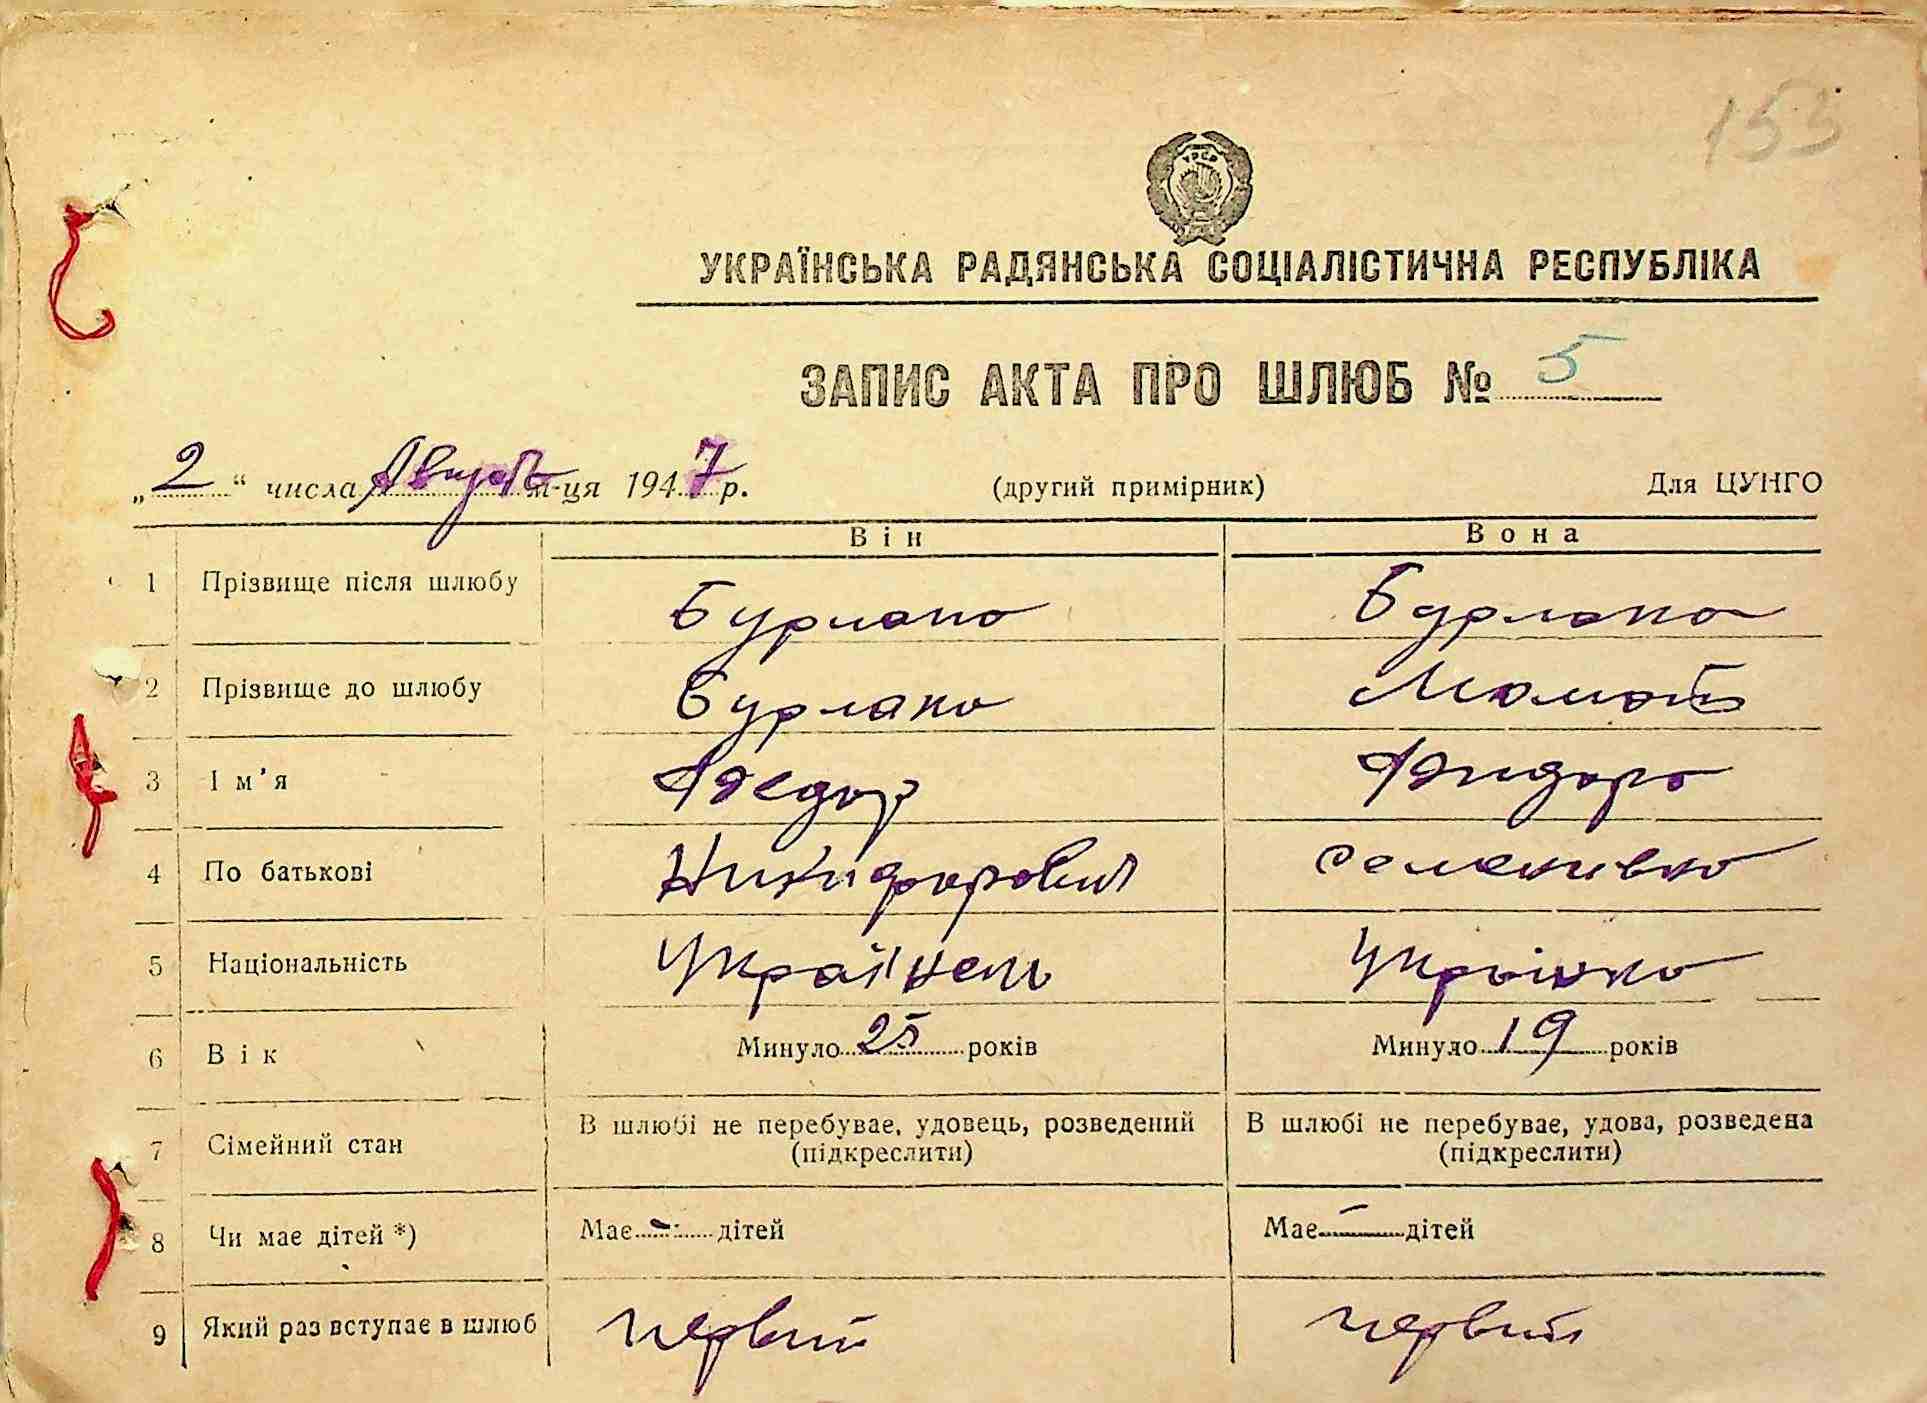 153
УРСР
УКРАЇНСЬКА РАДЯНСЬКА СОЦІАЛІСТИЧНА РЕСПУБЛІКА
ЗАПИС АКТА ПРО ШЛЮБ № 5
„ 2 “ числа Август м-ця 1947 р. (другий примірник) Для ЦУНГО
Він Вона
1 Прізвище після шлюбу Бурлака Бурлака
2 Прізвище до шлюбу Бурлака
3 Ім’я Федор Фидора
4 По батькові Никифорович Семенивна
5 Національність Українець Українка
6 Вік Минуло 25 років Минуло 19 років
7 Сімейний стан В шлюбі не перебуває, удовець, розведений (підкреслити) В шлюбі не перебуває, удова, розведена (підкреслити)
8 Чи має дітей *) Має - дітей Має - дітей
9 Який раз вступає в шлюб первий первий